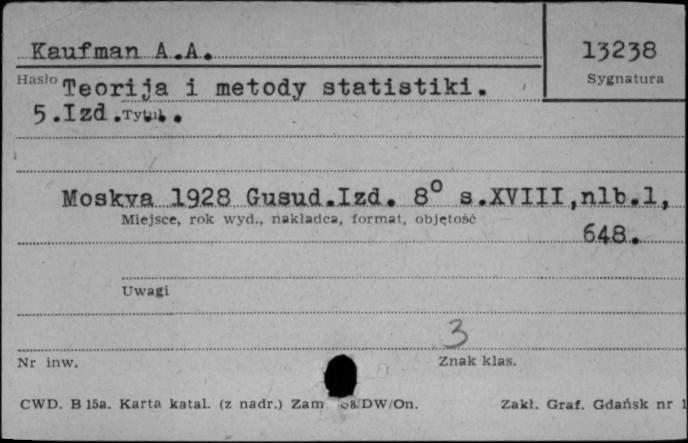 Kaufman A.A.
13238
Hasło
Sygnatura
Teorija i metody statistiki.
5.Izd.
Tytuł
Moskva 1928 Gusud.Izd. 8° s.XVIII,nlb.1,
Miejsce, rok wyd., nakładca, format, objętość
648.
Uwagi
3
Nr inw.
Znak klas.
CWD. B 15a. Karta katal. (z nadr.) Zam 68/DW/On.
Zakł. Graf. Gdańsk nr 1